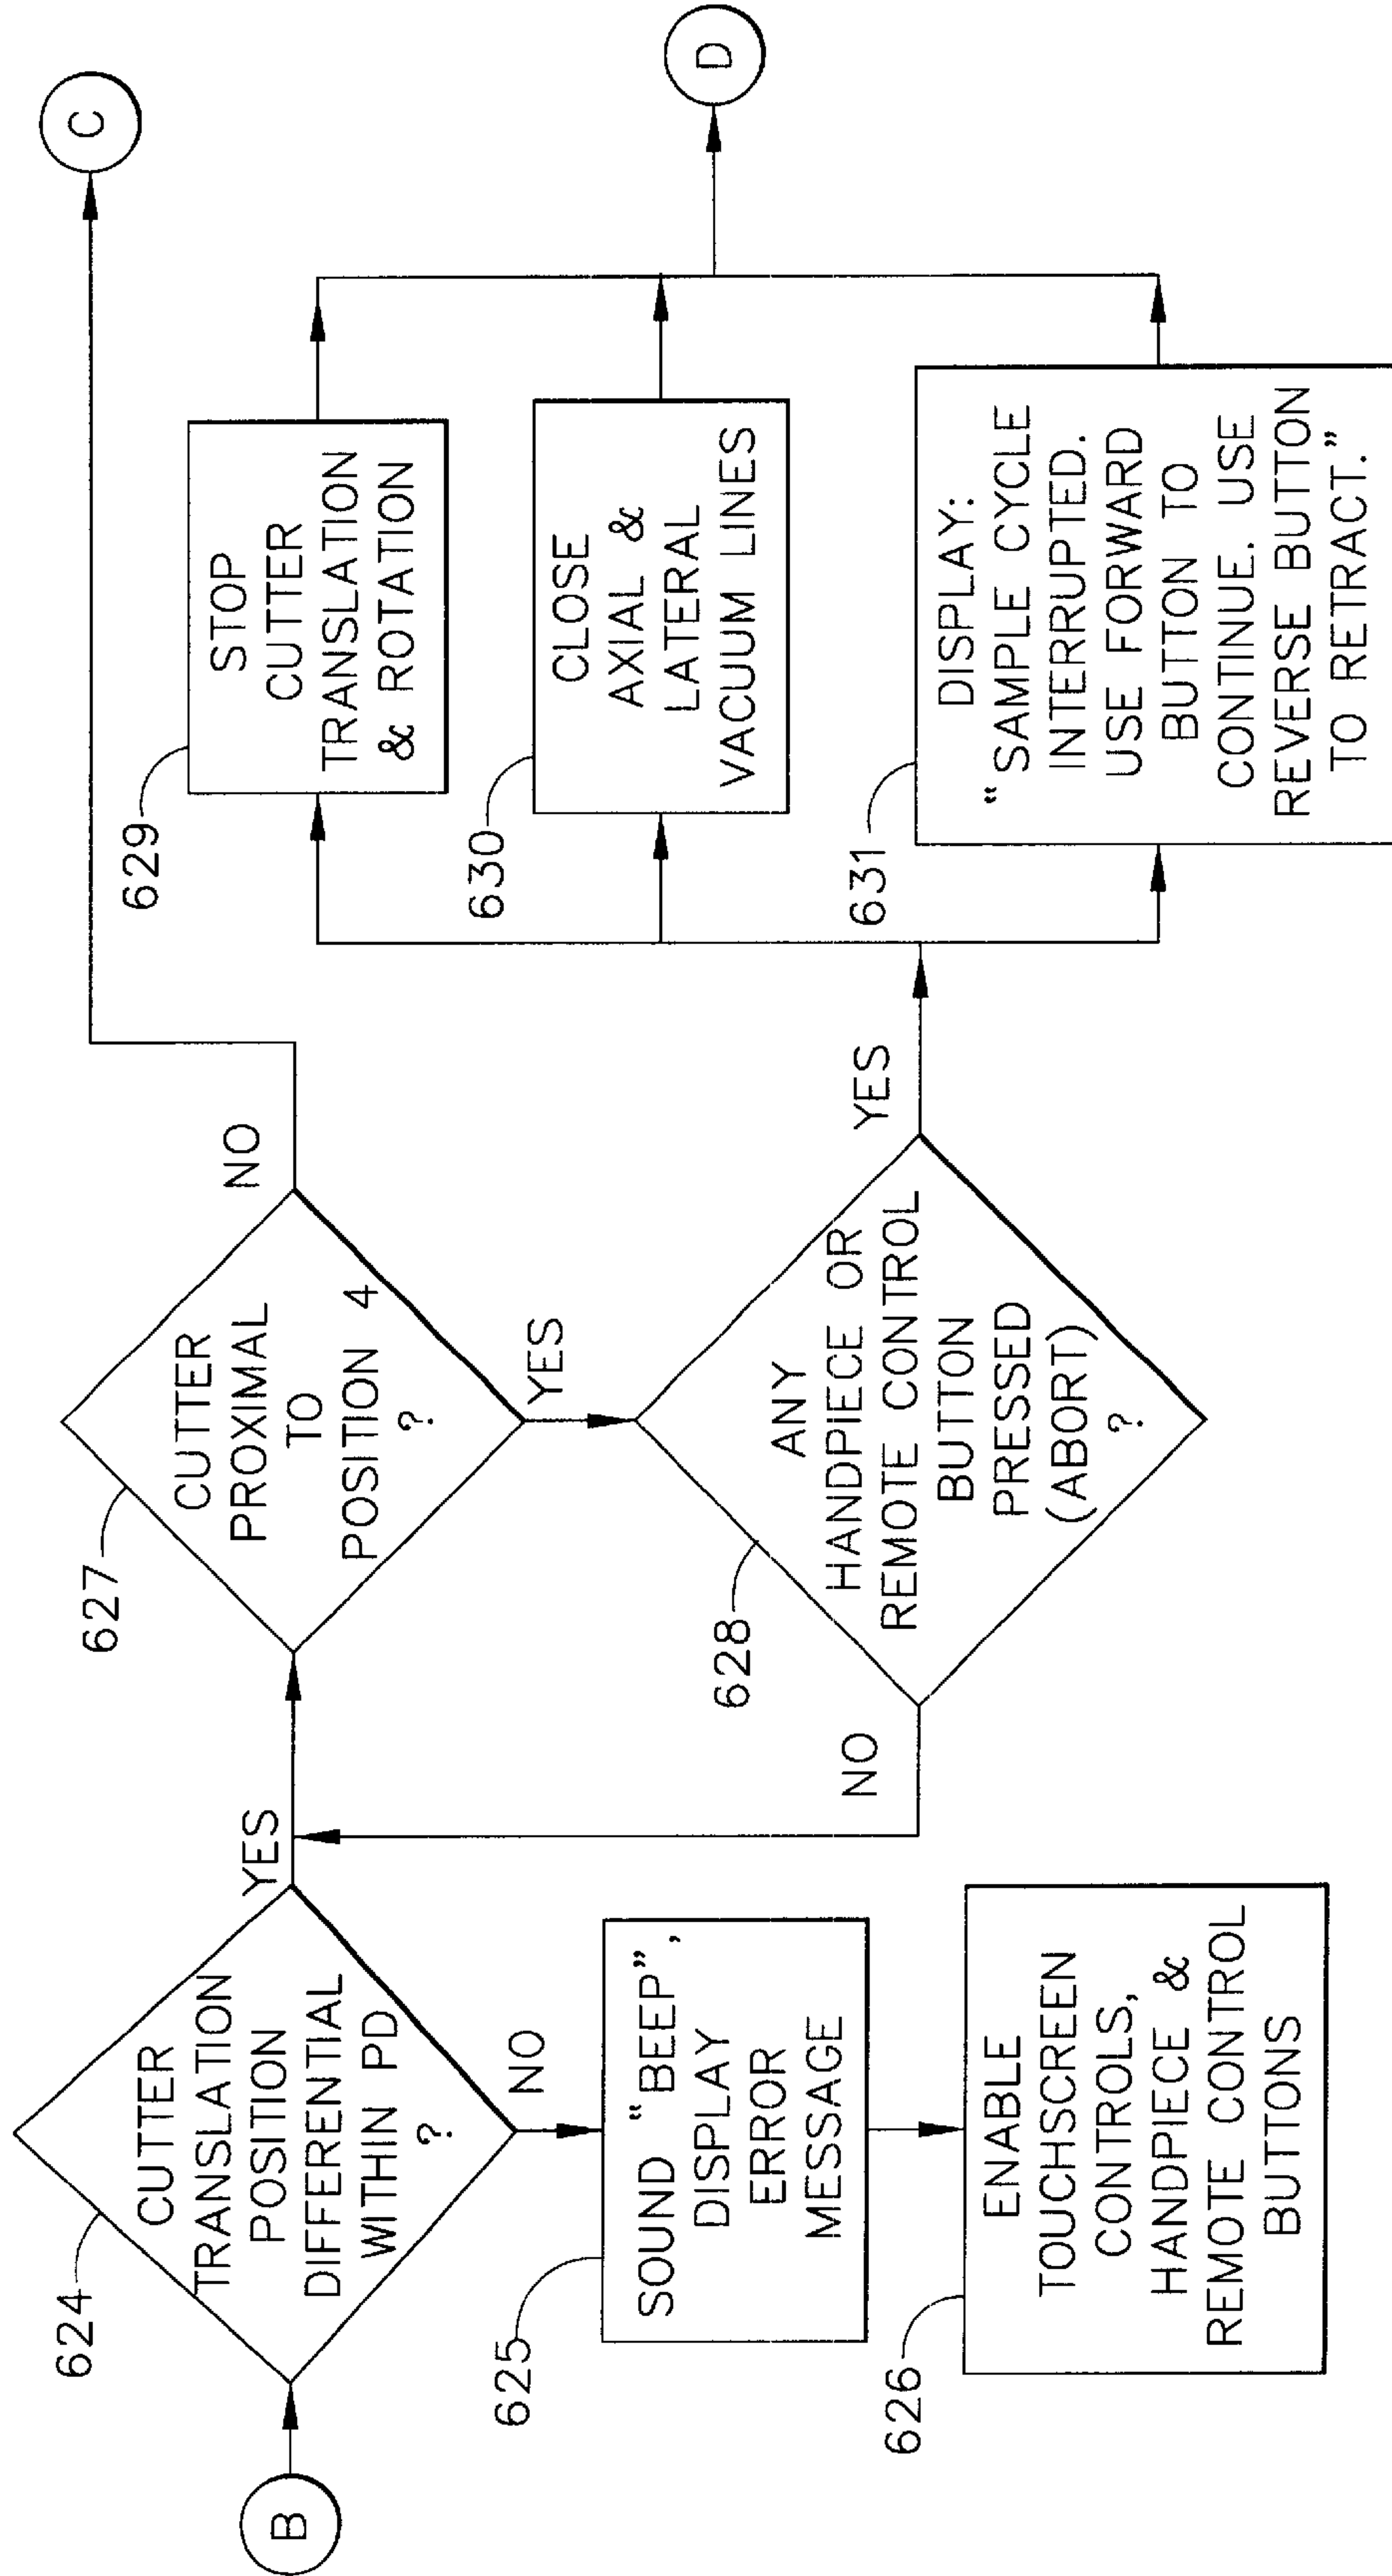 B
624
CUTTER
TRANSLATION
POSITION
DIFFERENTIAL
WITHIN PD
?
YES
NO
625
SOUND “BEEP”,
DISPLAY
ERROR
MESSAGE
626
ENABLE
TOUCHSCREEN
CONTROLS,
HANDPIECE &
REMOTE CONTROL
BUTTONS
627
CUTTER
PROXIMAL
TO
POSITION 4
?
NO
YES
C
628
ANY
HANDPIECE OR
REMOTE CONTROL
BUTTON
PRESSED
(ABORT)
?
NO
YES
629
STOP
CUTTER
TRANSLATION
& ROTATION
630
CLOSE
AXIAL &
LATERAL
VACUUM LINES
631
DISPLAY:
“SAMPLE CYCLE
INTERRUPTED.
USE FORWARD
BUTTON TO
CONTINUE. USE
REVERSE BUTTON
TO RETRACT.”
D